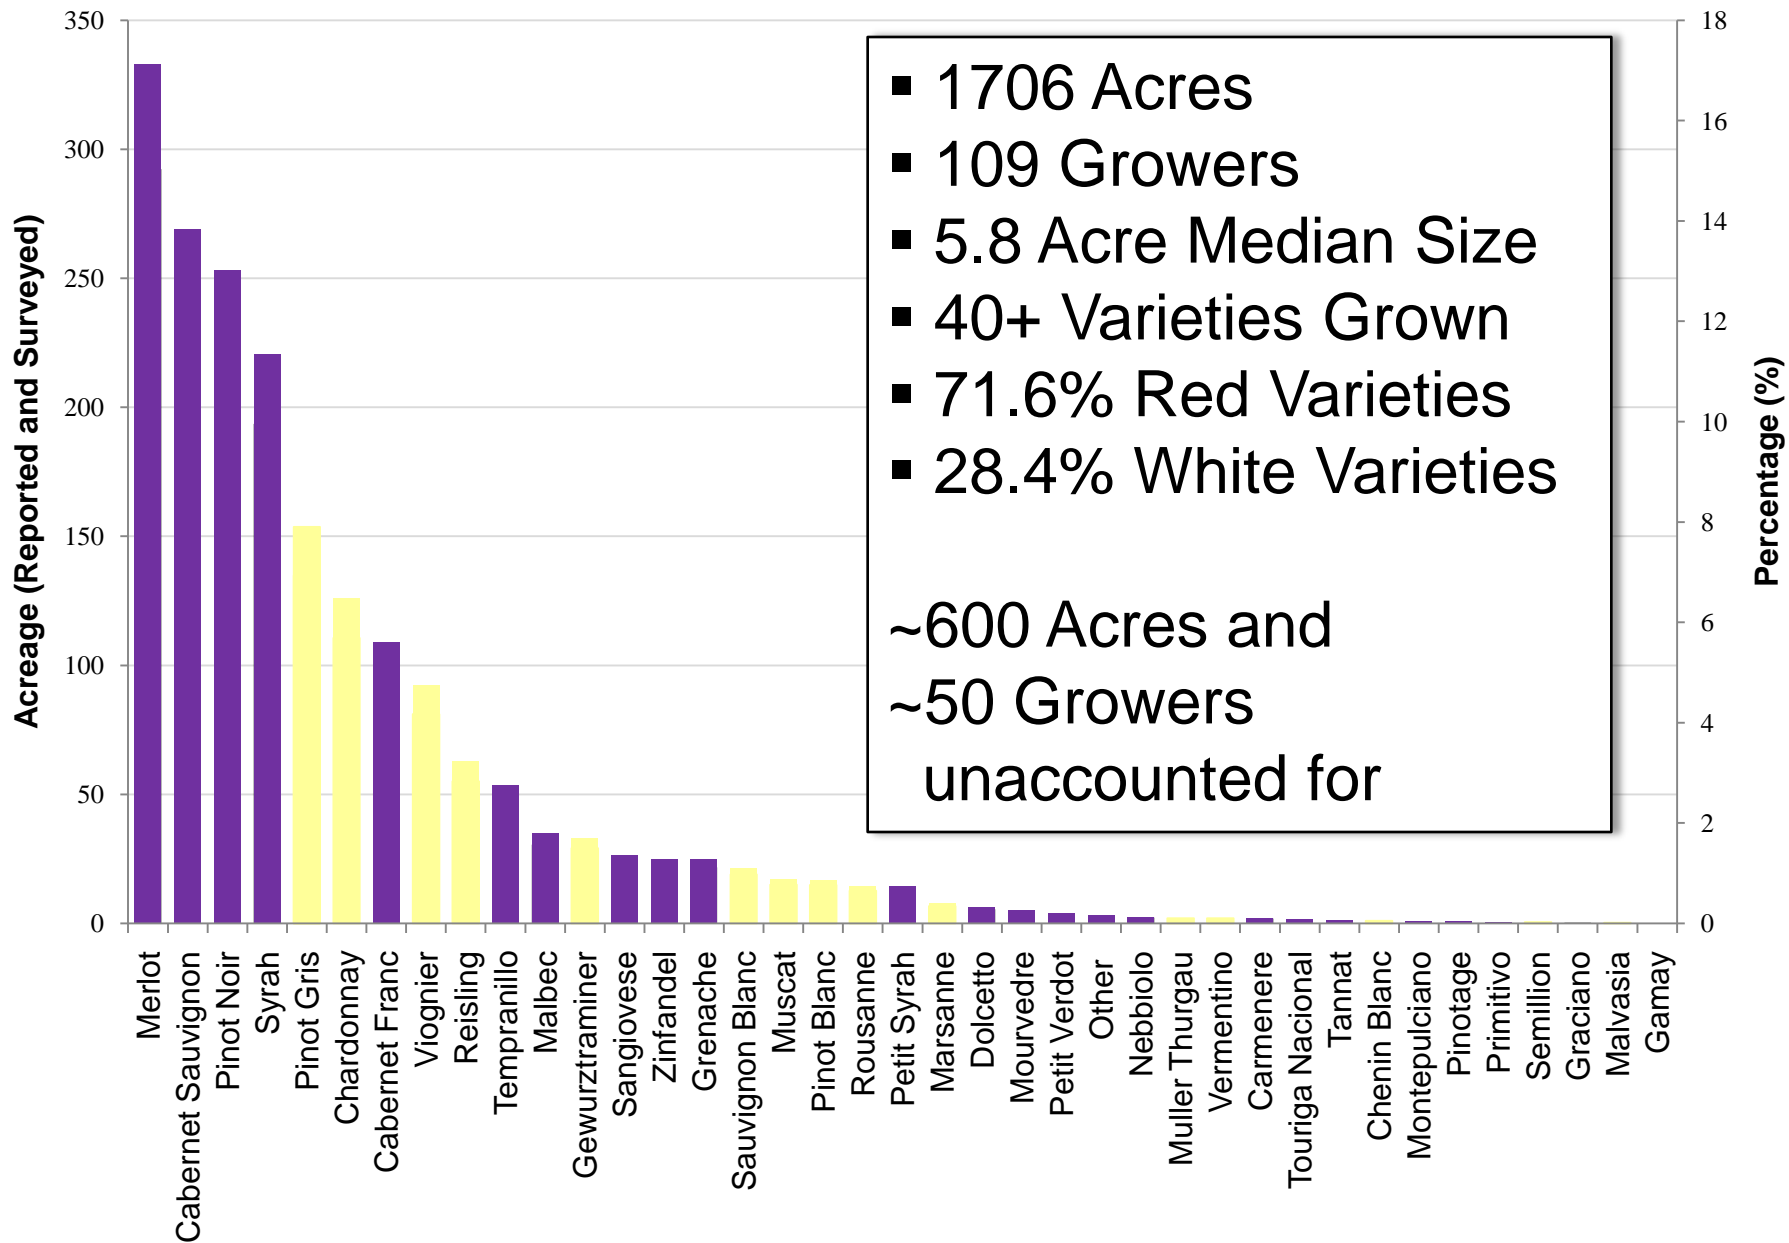 350
300
250
200
150
100
50
0
Acreage (Reported and Surveyed)
18
16
14
12
10
8
6
4
2
0
Percentage (%)
▪ 1706 Acres
▪ 109 Growers
▪ 5.8 Acre Median Size
▪ 40+ Varieties Grown
▪ 71.6% Red Varieties
▪ 28.4% White Varieties
~600 Acres and
~50 Growers
unaccounted for
Merlot
Cabernet Sauvignon
Pinot Noir
Syrah
Pinot Gris
Chardonnay
Cabernet Franc
Viognier
Reisling
Tempranillo
Malbec
Gewurztraminer
Sangiovese
Zinfandel
Grenache
Sauvignon Blanc
Muscat
Pinot Blanc
Rousanne
Petit Syrah
Marsanne
Dolcetto
Mourvedre
Petit Verdot
Other
Nebbiolo
Muller Thurgau
Vermentino
Carmenere
Touriga Nacional
Tannat
Chenin Blanc
Montepulciano
Pinotage
Primitivo
Semillion
Graciano
Malvasia
Gamay